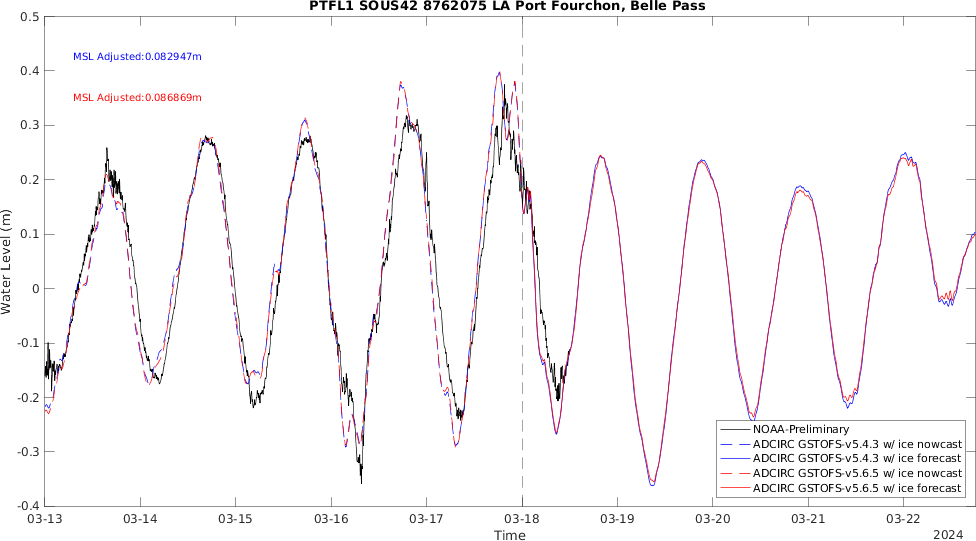 PTFL1 SOUS42 8762075 LA Port Fourchon, Belle Pass
0.5
MSL Adjusted:0.082947m
0.4
MSL Adjusted:0.086869m
0.3
0.2
0.1
Water Level (m)
0
-0.1
-0.2
-0.3
-0.4
NOAA-Preliminary
ADCIRC GSTOFS-v5.4.3 w/ ice nowcast
ADCIRC GSTOFS-v5.4.3 w/ ice forecast
ADCIRC GSTOFS-v5.6.5 w/ ice nowcast
ADCIRC GSTOFS-v5.6.5 w/ ice forecast
03-13 03-14 03-15 03-16 03-17 03-18 03-19 03-20 03-21 03-22
Time
2024